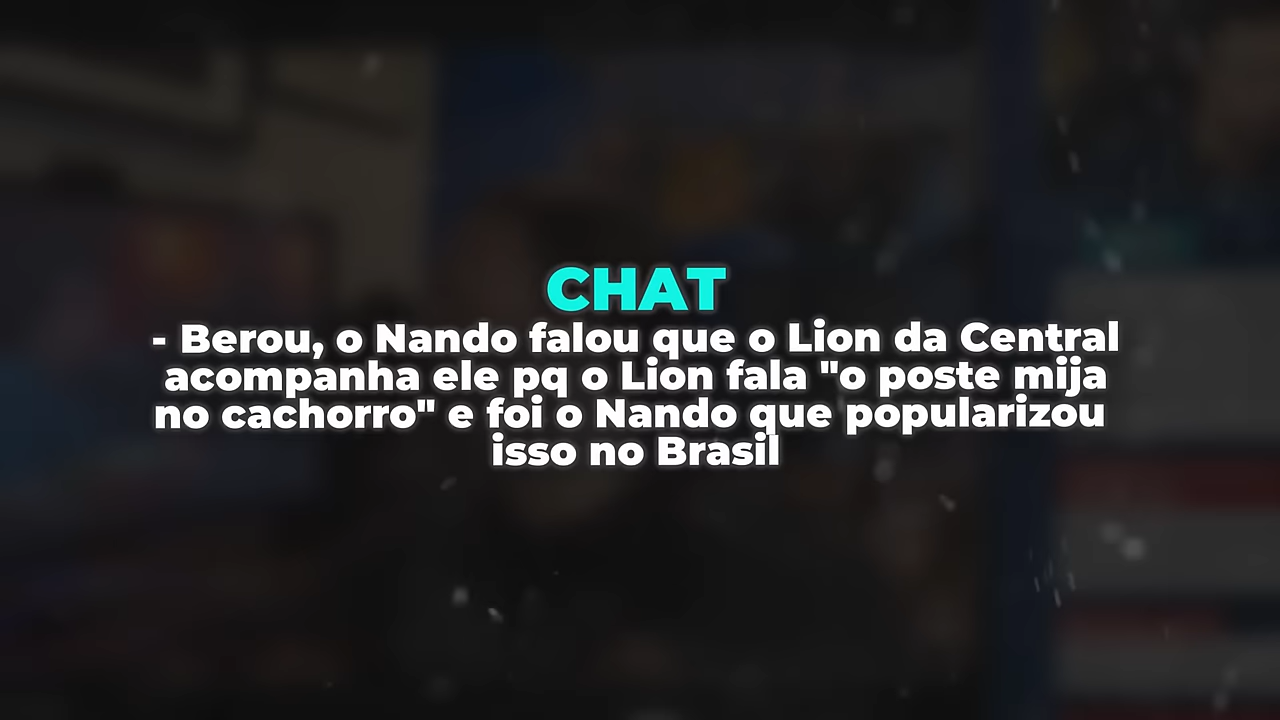 CHAT
- Berou, o Nando falou que o Lion da Central
acompanha ele pq o Lion fala "o poste mija
no cachorro" e foi o Nando que popularizou
isso no Brasil